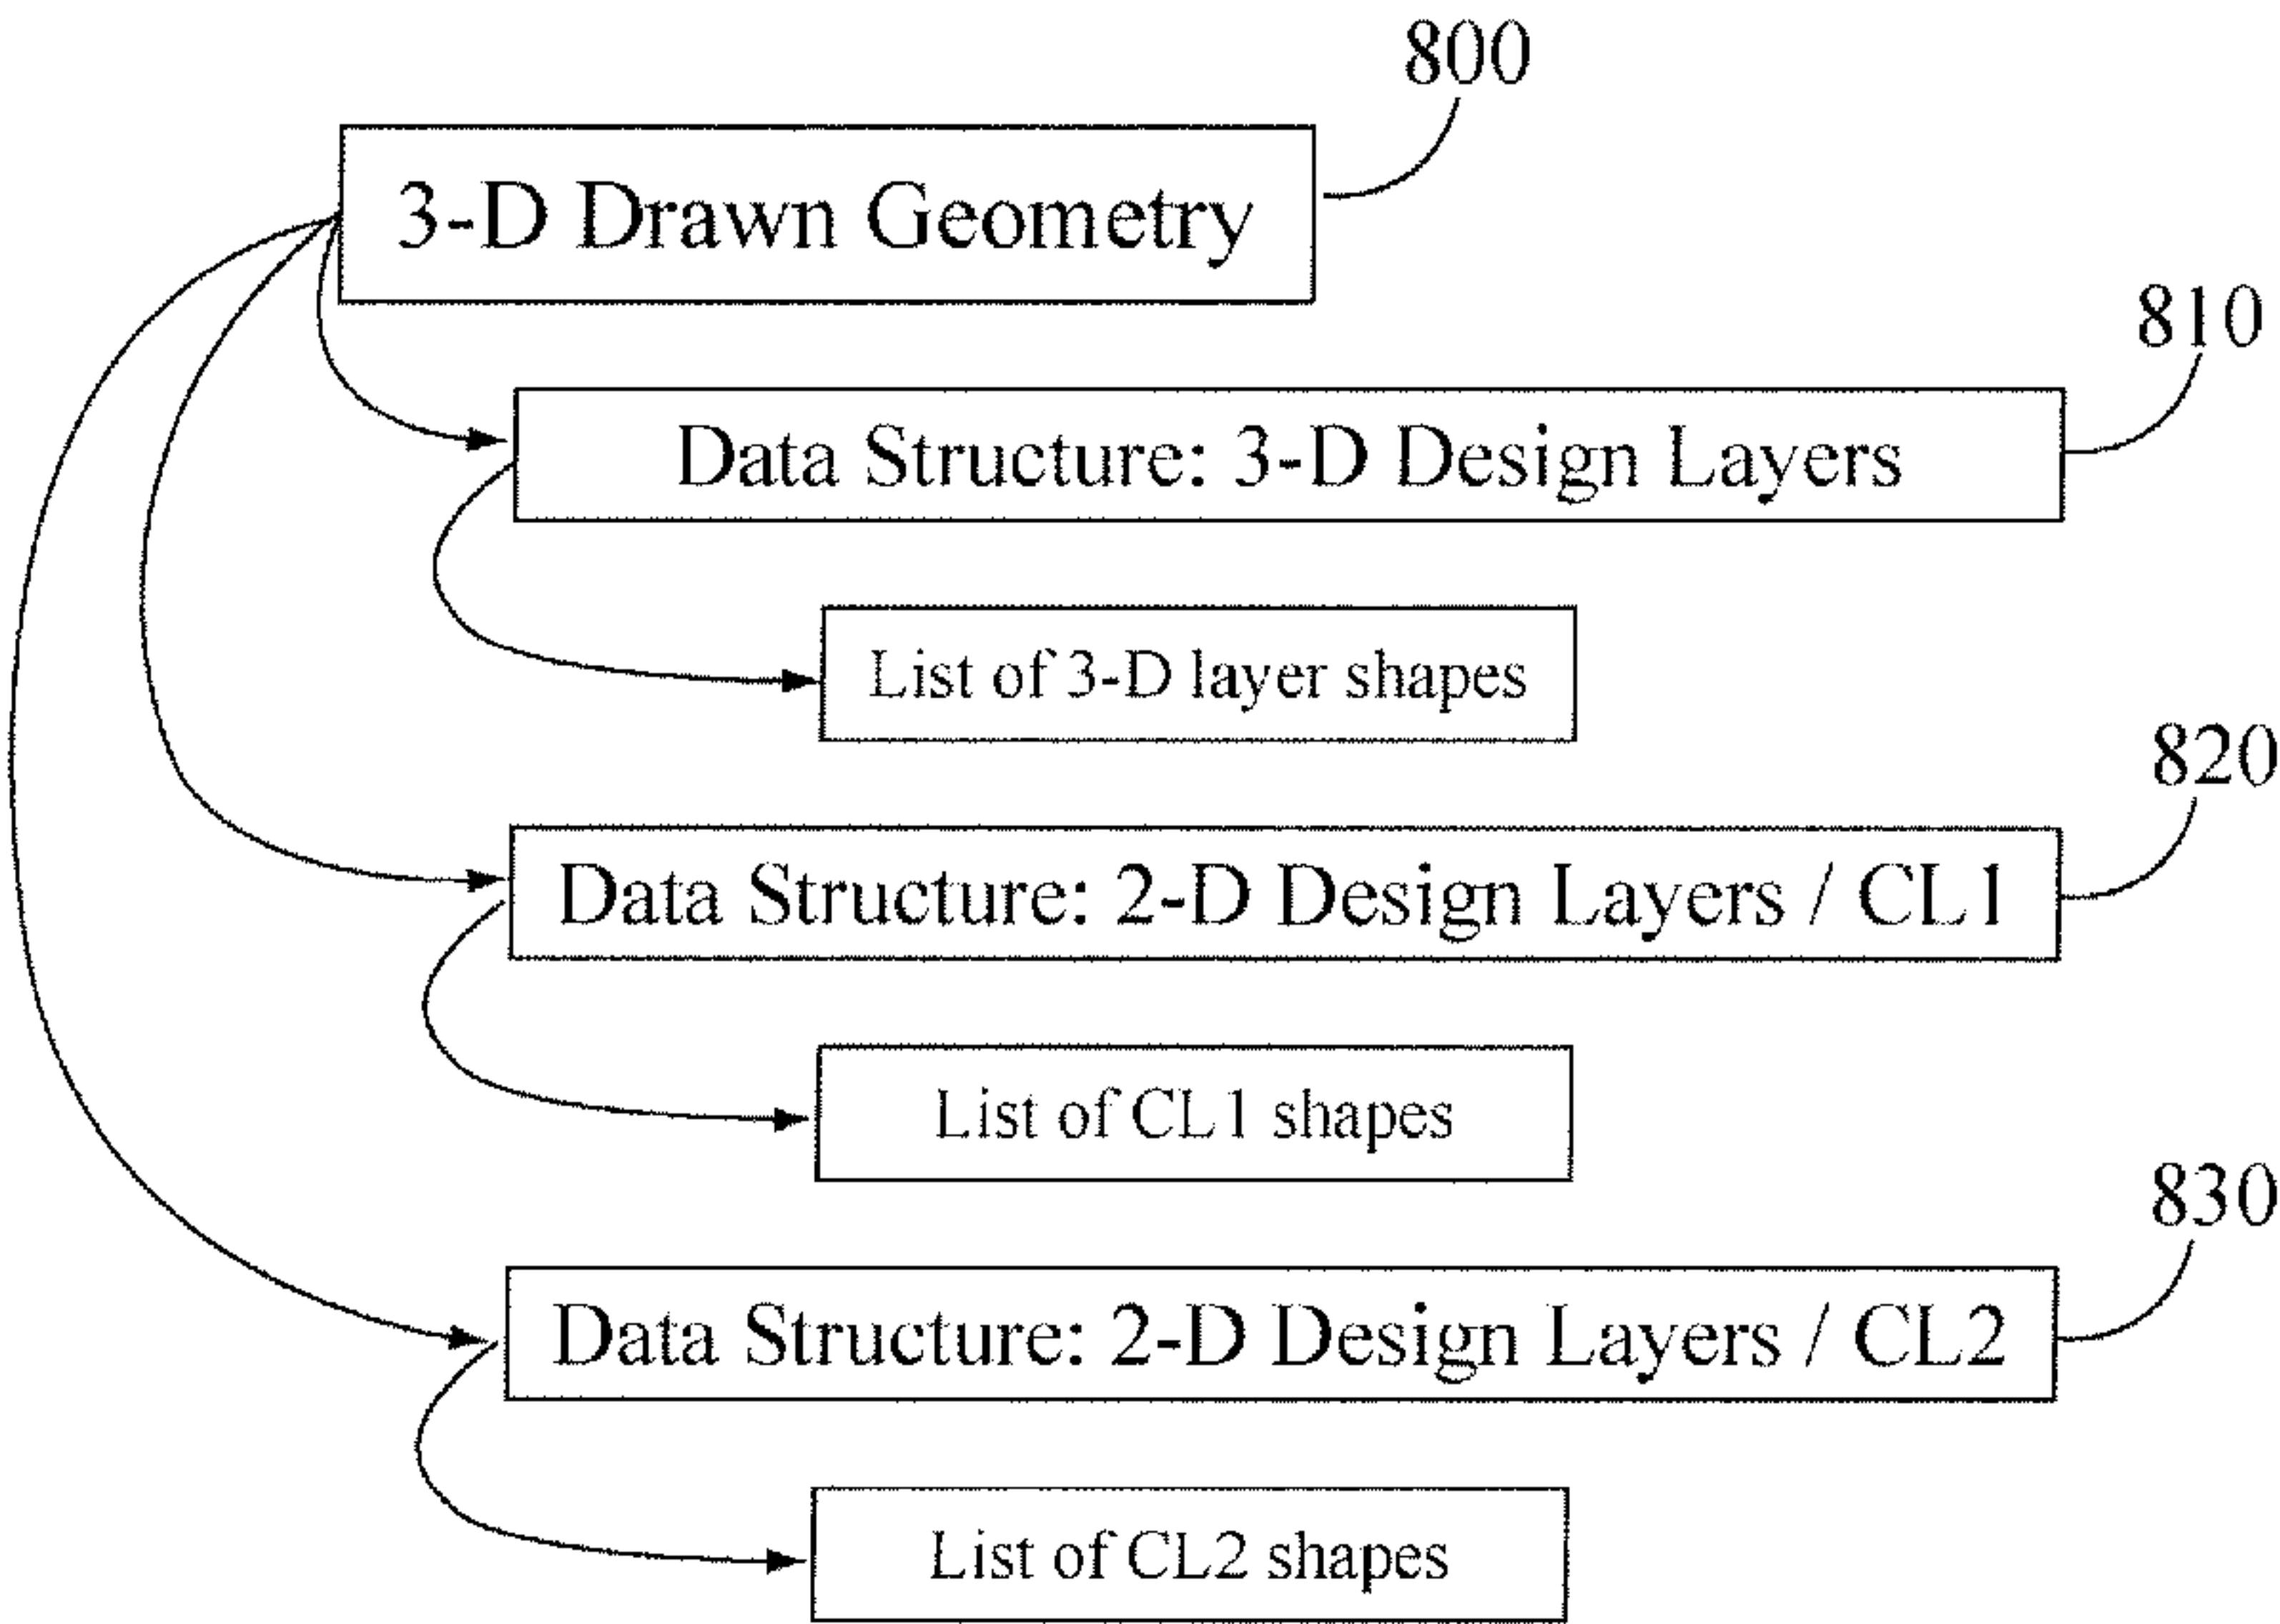 800
3-D Drawn Geometry
810
Data Structure: 3-D Design Layers
List of 3-D layer shapes
820
Data Structure: 2-D Design Layers / CL1
List of CL1 shapes
830
Data Structure: 2-D Design Layers / CL2
List of CL2 shapes